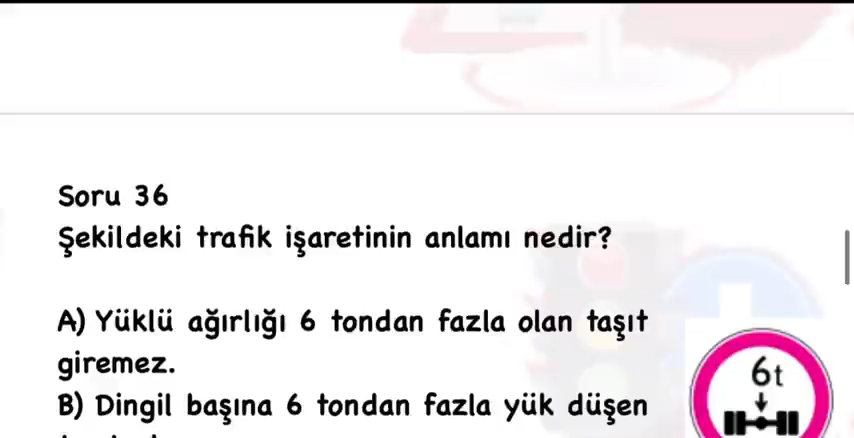 Soru 36
Şekildeki trafik işaretinin anlamı nedir?
A) Yüklü ağırlığı 6 tondan fazla olan taşıt
giremez.
B) Dingil başına 6 tondan fazla yük düşen
6t